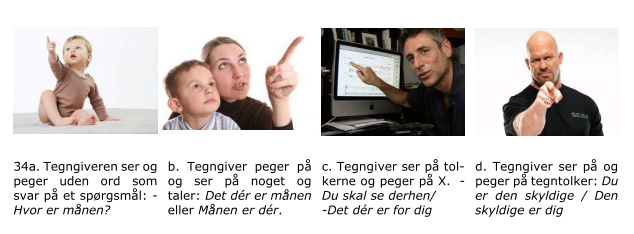 34a. Tegngiveren ser og
peger uden ord som
svar på et spørgsmål: -
Hvor er månen?
b. Tegngiver peger på
og ser på noget og
taler: Det dér er månen
eller Månen er dér.
c. Tegngiver ser på tol-
kerne og peger på X. -
Du skal se derhen/
-Det dér er for dig
d. Tegngiver ser på og
peger på tegntolker: Du
er den skyldige / Den
skyldige er dig